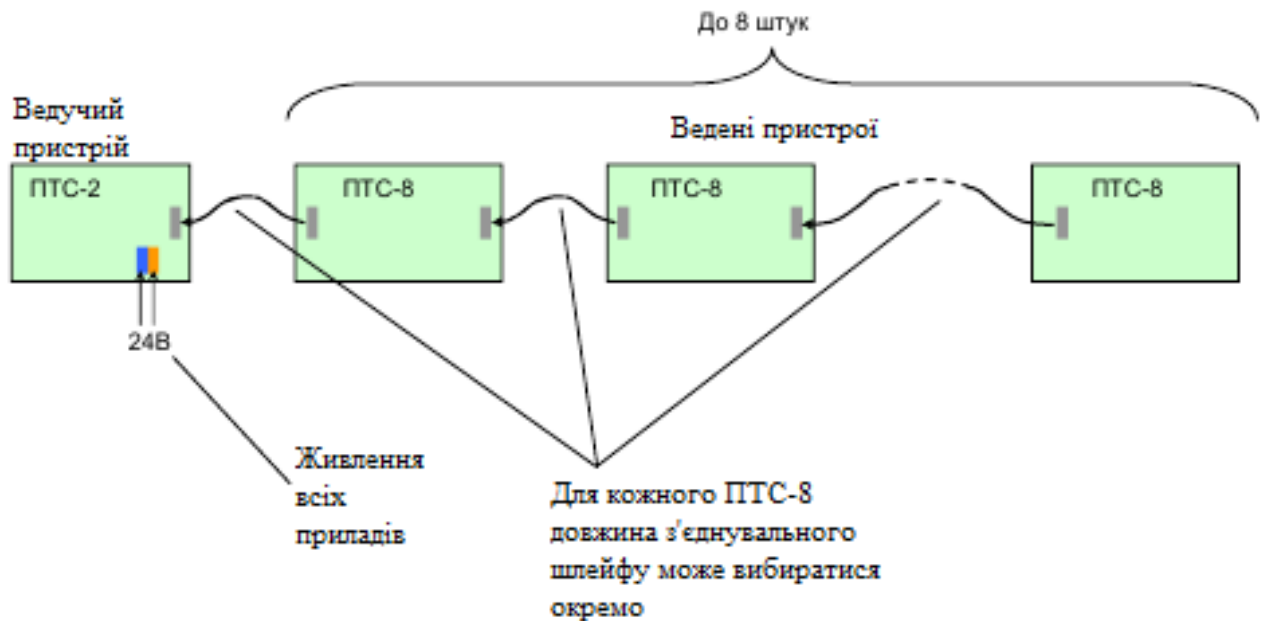 До 8 штук
Ведучий
пристрій
Ведені пристрої
ПТС-2
ПТС-8
ПТС-8
ПТС-8
24В
Живлення
всіх
приладів
Для кожного ПТС-8
довжина з'єднувального
шлейфу може вибиратися
окремо